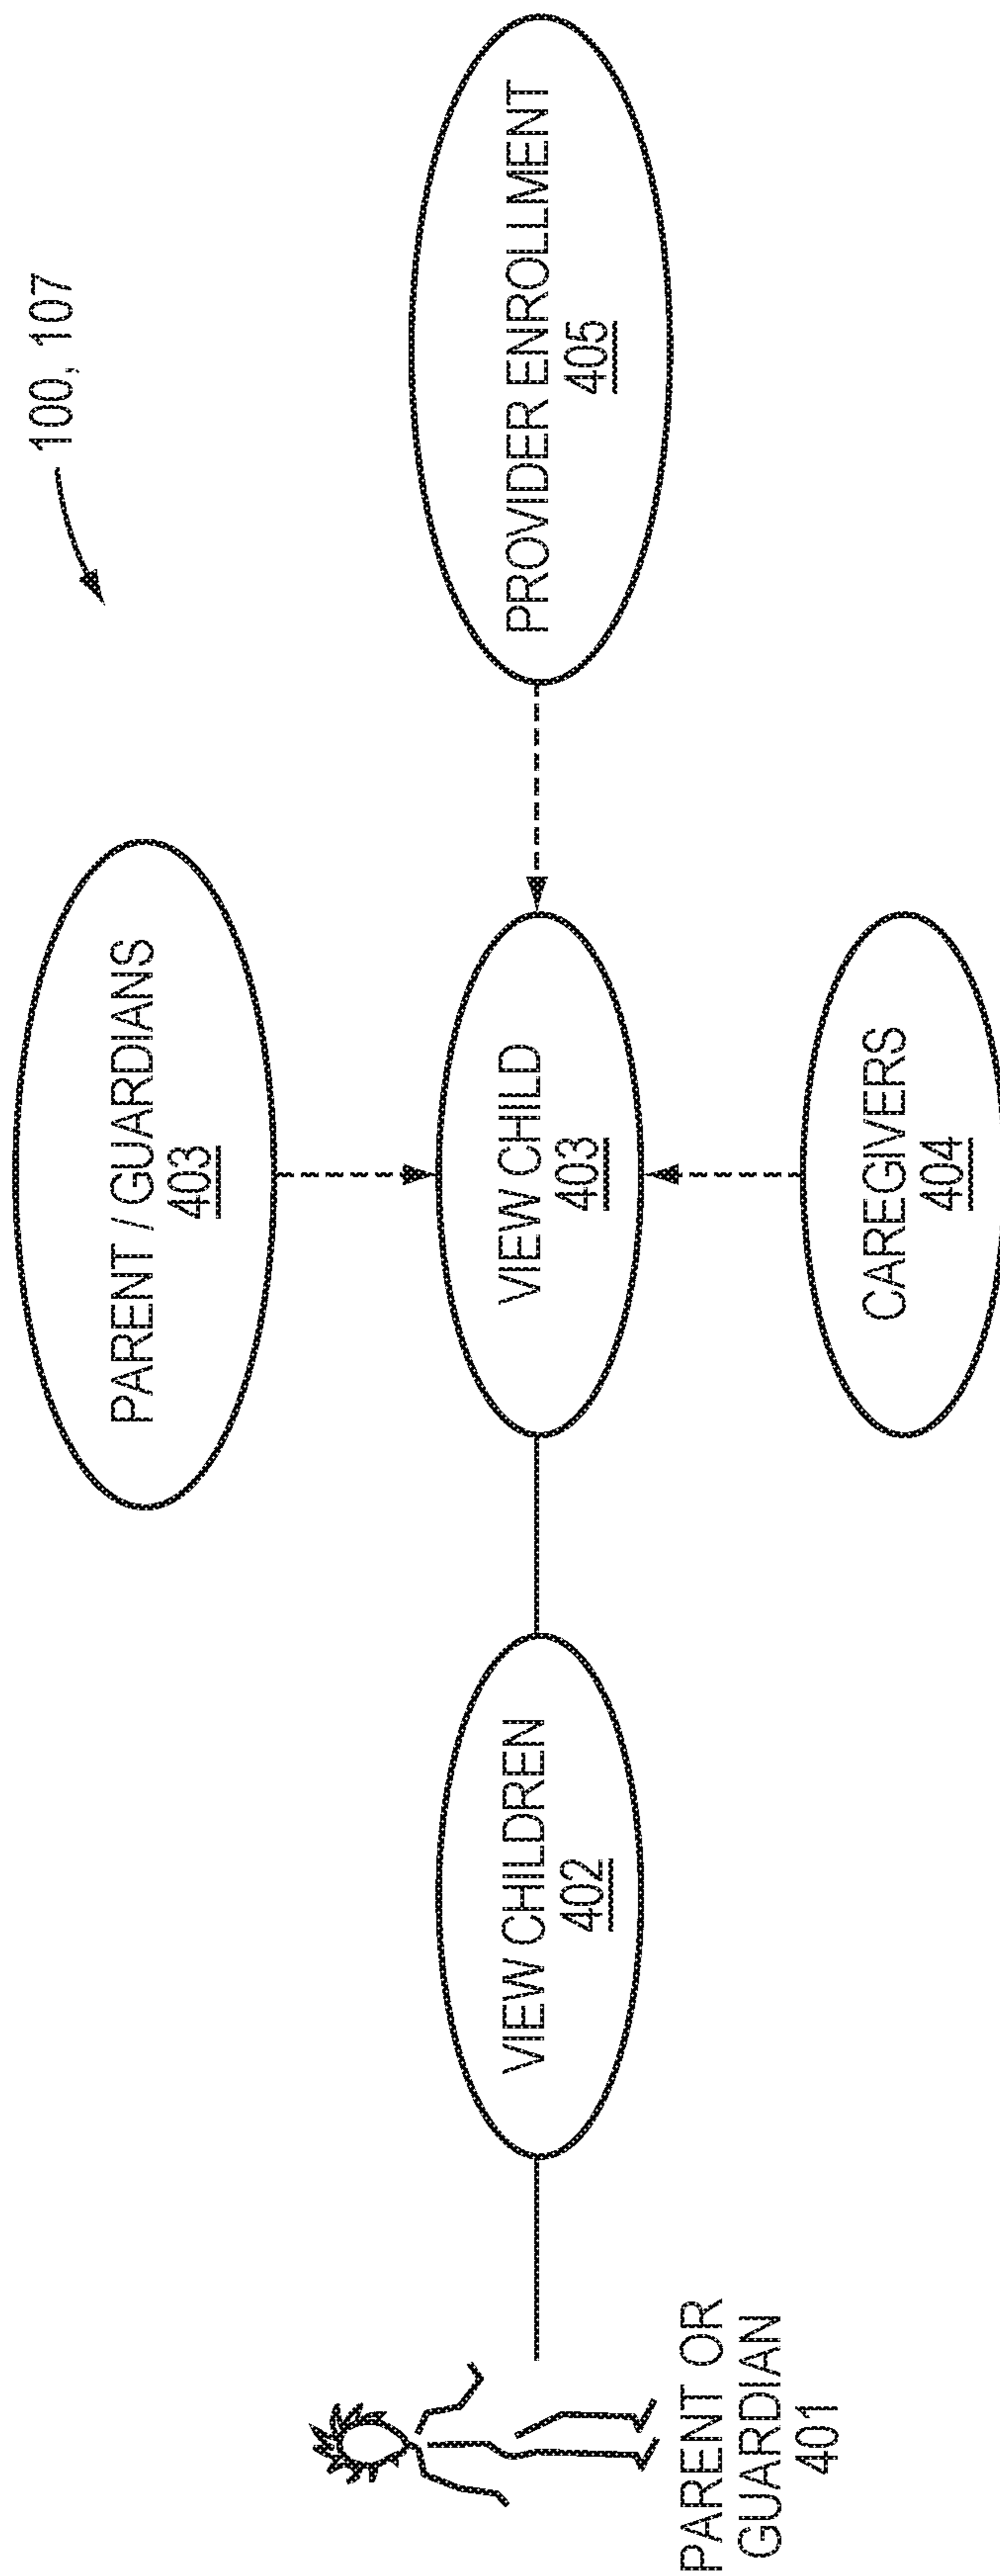 100, 107
PARENT / GUARDIANS
403
PARENT OR
GUARDIAN
401
VIEW CHILDREN
402
VIEW CHILD
403
PROVIDER ENROLLMENT
405
CAREGIVERS
404